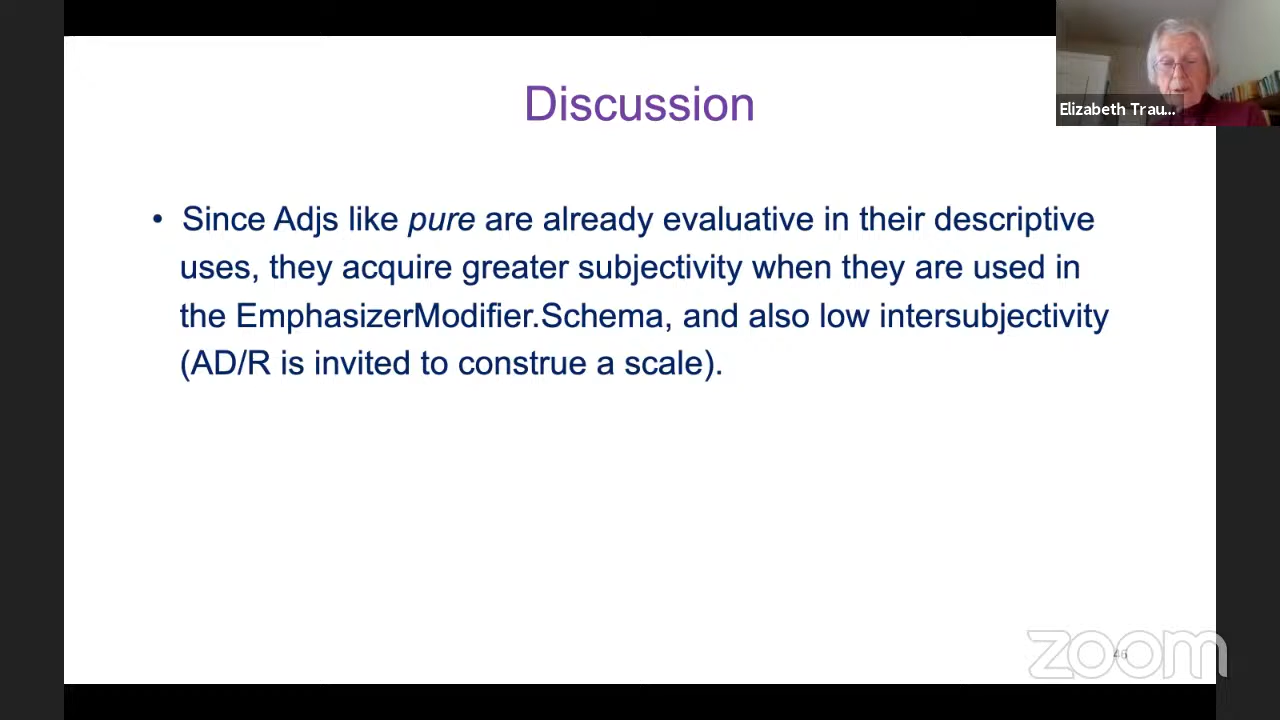 Discussion
Elizabeth Trau...
• Since Adjs like pure are already evaluative in their descriptive
uses, they acquire greater subjectivity when they are used in
the EmphasizerModifier.Schema, and also low intersubjectivity
(AD/R is invited to construe a scale).
zoom
46